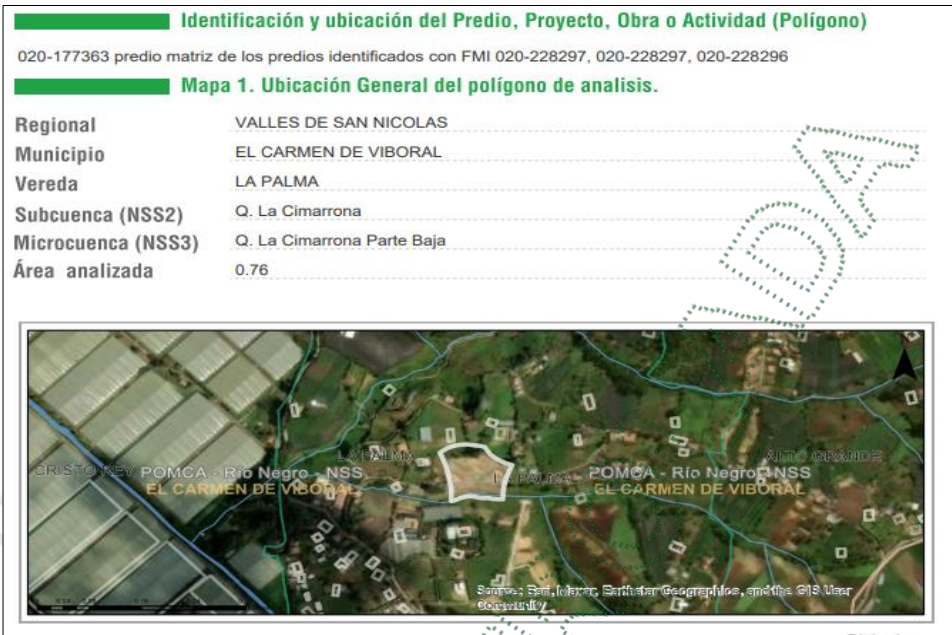 Identificación y ubicación del Predio, Proyecto, Obra o Actividad (Polígono)
020-177363 predio matriz de los predios identificados con FMI 020-228297, 020-228297, 020-228296
Mapa 1. Ubicación General del polígono de analisis.
Regional VALLES DE SAN NICOLAS
Municipio EL CARMEN DE VIBORAL
Vereda LA PALMA
Subcuenca (NSS2) Q. La Cimarrona
Microcuenca (NSS3) Q. La Cimarrona Parte Baja
Área analizada 0.76
LA PALMA ALTO GRANDE
CRISTO REY POMCA - Río Negro - NSS LA PALMA POMCA - Río Negro - NSS
EL CARMEN DE VIBORAL EL CARMEN DE VIBORAL
Source: Esri, Maxar, Earthstar Geographics, and the GIS User
Community